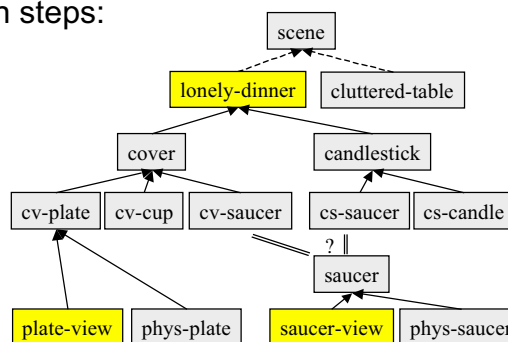 n steps:
scene
lonely-dinner cluttered-table
cover candlestick
cv-plate cv-cup cv-saucer cs-saucer cs-candle
?
saucer
plate-view phys-plate saucer-view phys-saucer